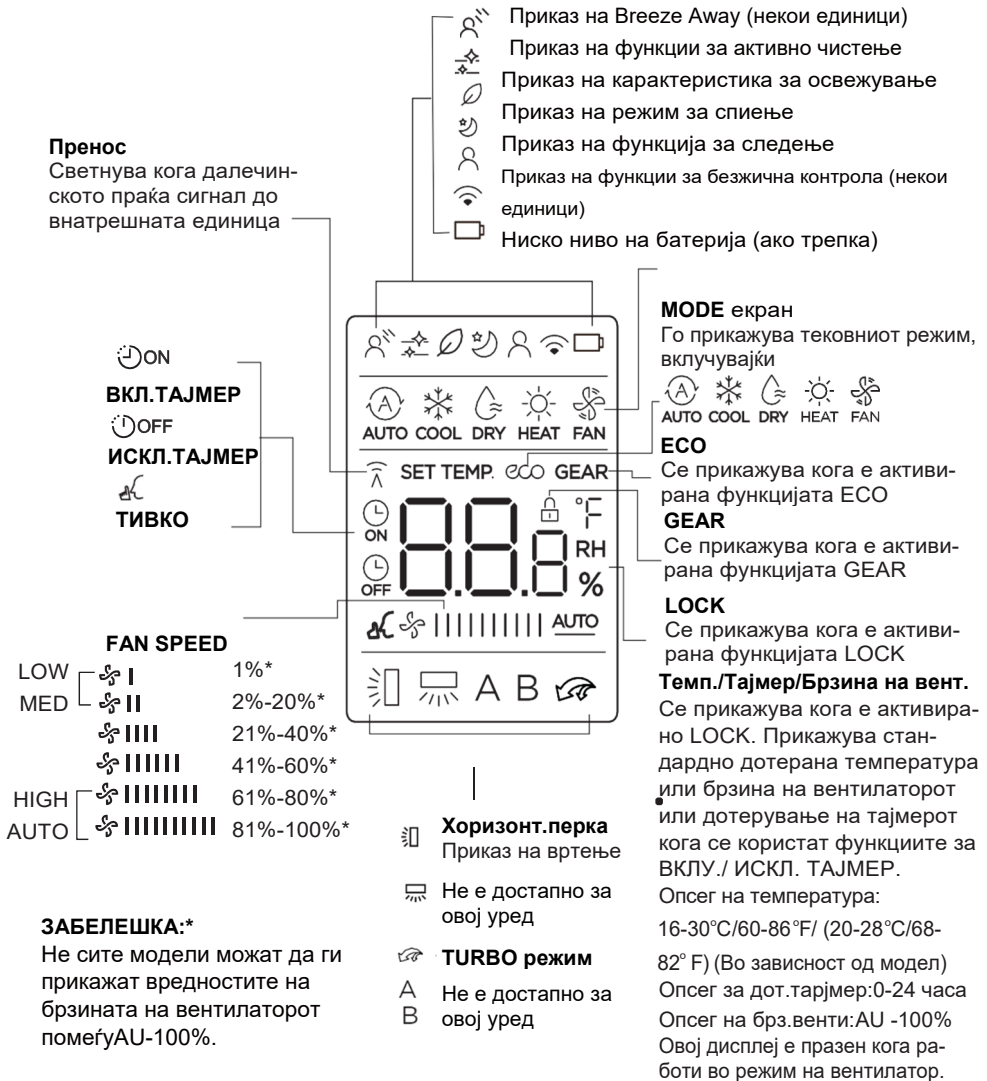 Приказ на Breeze Away (некои единици)
Приказ на функции за активно чистење
Приказ на карактеристика за освежување
Приказ на режим за спиење
Приказ на функција за следење
Приказ на функции за безжична контрола (некои
единици)
Ниско ниво на батерија (ако трепка)
Пренос
Светнува кога далечин-
ското праќа сигнал до
внатрешната единица
ON
ВКЛ.ТАЈМЕР
OFF
ИСКЛ.ТАЈМЕР
ТИВКО
AUTO COOL DRY HEAT FAN
SET TEMP. eco GEAR
ON
88.8 °F
RH
OFF
%
AUTO
A B
MODE екран
Го прикажува тековниот режим,
вклучувајќи
AUTO COOL DRY HEAT FAN
ECO
Се прикажува кога е активи-
рана функцијата ECO
GEAR
Се прикажува кога е активи-
рана функцијата GEAR
LOCK
Се прикажува кога е активи-
рана функцијата LOCK
Темп./Тајмер/Брзина на вент.
Се прикажува кога е активира-
но LOCK. Прикажува стан-
дардно дотерана температура
или брзина на вентилаторот
или дотерување на тајмерот
кога се користат функциите за
ВКЛУ./ ИСКЛ. ТАЈМЕР.
Опсег на температура:
16-30°C/60-86°F/ (20-28°C/68-
82° F) (Во зависност од модел)
Опсег за дот.тарјмер:0-24 часа
Опсег на брз.венти:AU -100%
Овој дисплеј е празен кога ра-
боти во режим на вентилатор.
FAN SPEED
LOW 1%*
MED 2%-20%*
21%-40%*
41%-60%*
HIGH 61%-80%*
AUTO 81%-100%*
ЗАБЕЛЕШКА:*
Не сите модели можат да ги
прикажат вредностите на
брзината на вентилаторот
помеѓуAU-100%.
Хоризонт.перка
Приказ на вртење
Не е достапно за
овој уред
TURBO режим
A Не е достапно за
B овој уред